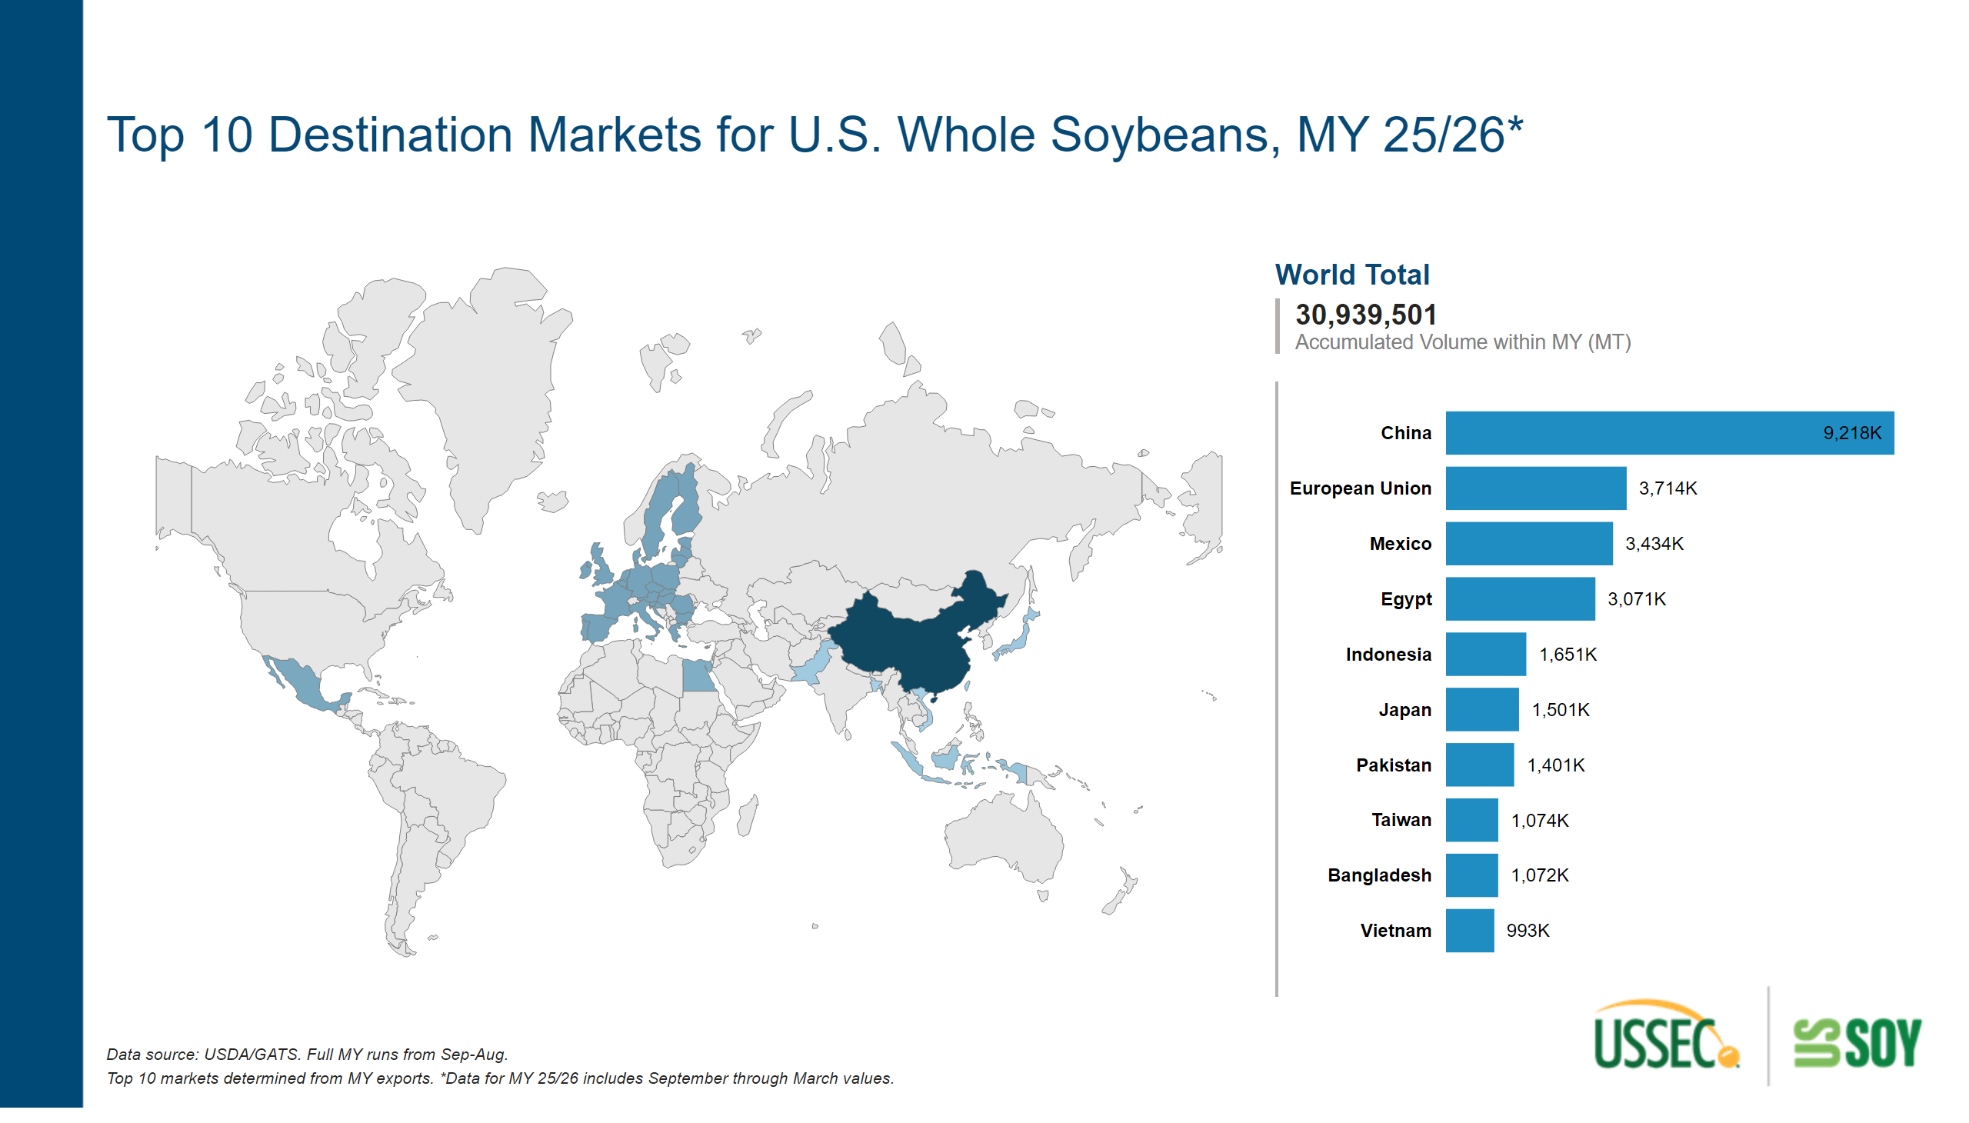 Top 10 Destination Markets for U.S. Whole Soybeans, MY 25/26*
World Total
30,939,501
Accumulated Volume within MY (MT)
China 9,218K
European Union 3,714K
Mexico 3,434K
Egypt 3,071K
Indonesia 1,651K
Japan 1,501K
Pakistan 1,401K
Taiwan 1,074K
Bangladesh 1,072K
Vietnam 993K
USSEC
US SOY
Data source: USDA/GATS. Full MY runs from Sep-Aug.
Top 10 markets determined from MY exports. *Data for MY 25/26 includes September through March values.